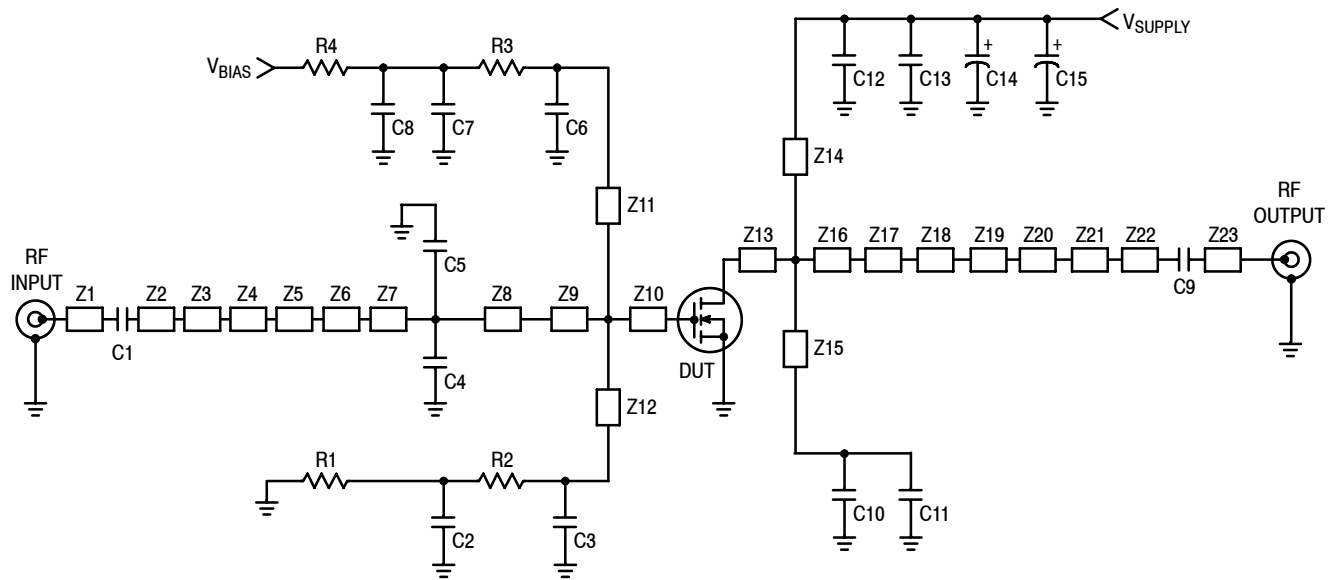 R4
R3
V_BIAS
C8
C7
C6
V_SUPPLY
C12
C13
+
C14
+
C15
Z14
Z11
RF
OUTPUT
C5
Z13
Z16
Z17
Z18
Z19
Z20
Z21
Z22
Z23
C9
RF
INPUT
Z1
Z2
Z3
Z4
Z5
Z6
Z7
Z8
Z9
Z10
C1
C4
DUT
Z15
Z12
R1
R2
C2
C3
C10
C11